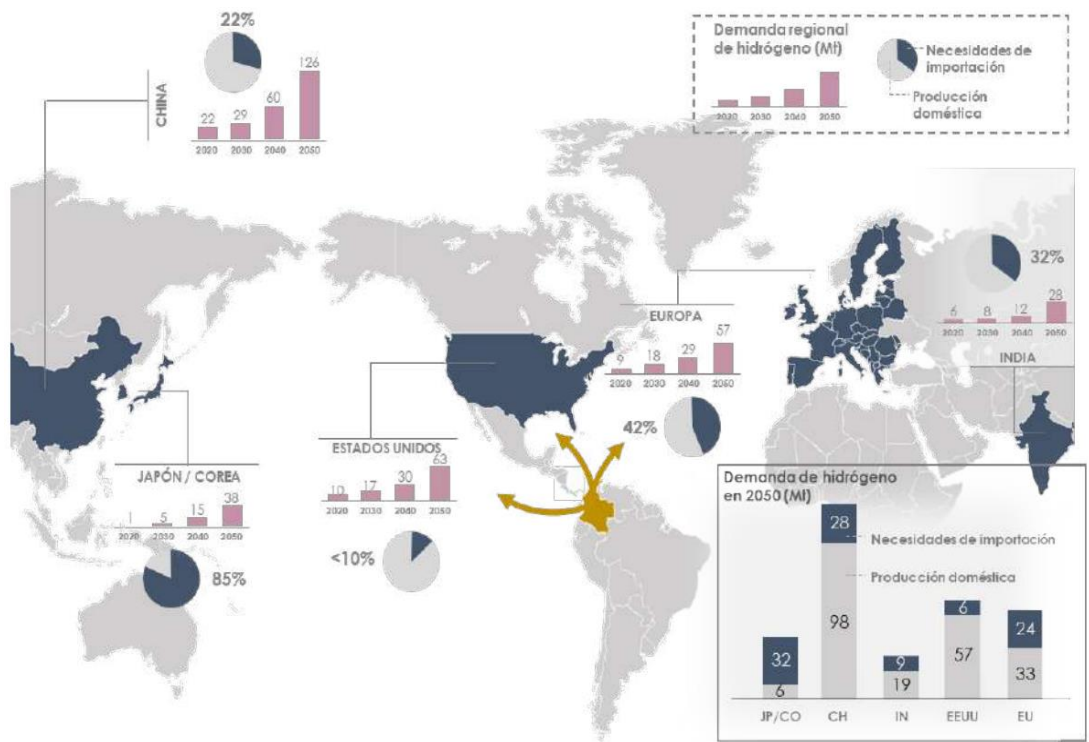 22%
CHINA
22
29
60
126
2020
2030
2040
2050
Demanda regional
de hidrógeno (Mt)
2020
2030
2040
2050
Necesidades de
importación
Producción
doméstica
32%
6
8
12
28
2020
2030
2040
2050
INDIA
EUROPA
9
18
29
57
2020
2030
2040
2050
42%
ESTADOS UNIDOS
10
17
30
63
2020
2030
2040
2050
<10%
JAPÓN / COREA
1
5
15
38
2020
2030
2040
2050
85%
Demanda de hidrógeno
en 2050 (Mt)
Necesidades de importación
Producción doméstica
32
6
28
98
9
19
6
57
24
33
JP/CO
CH
IN
EEUU
EU